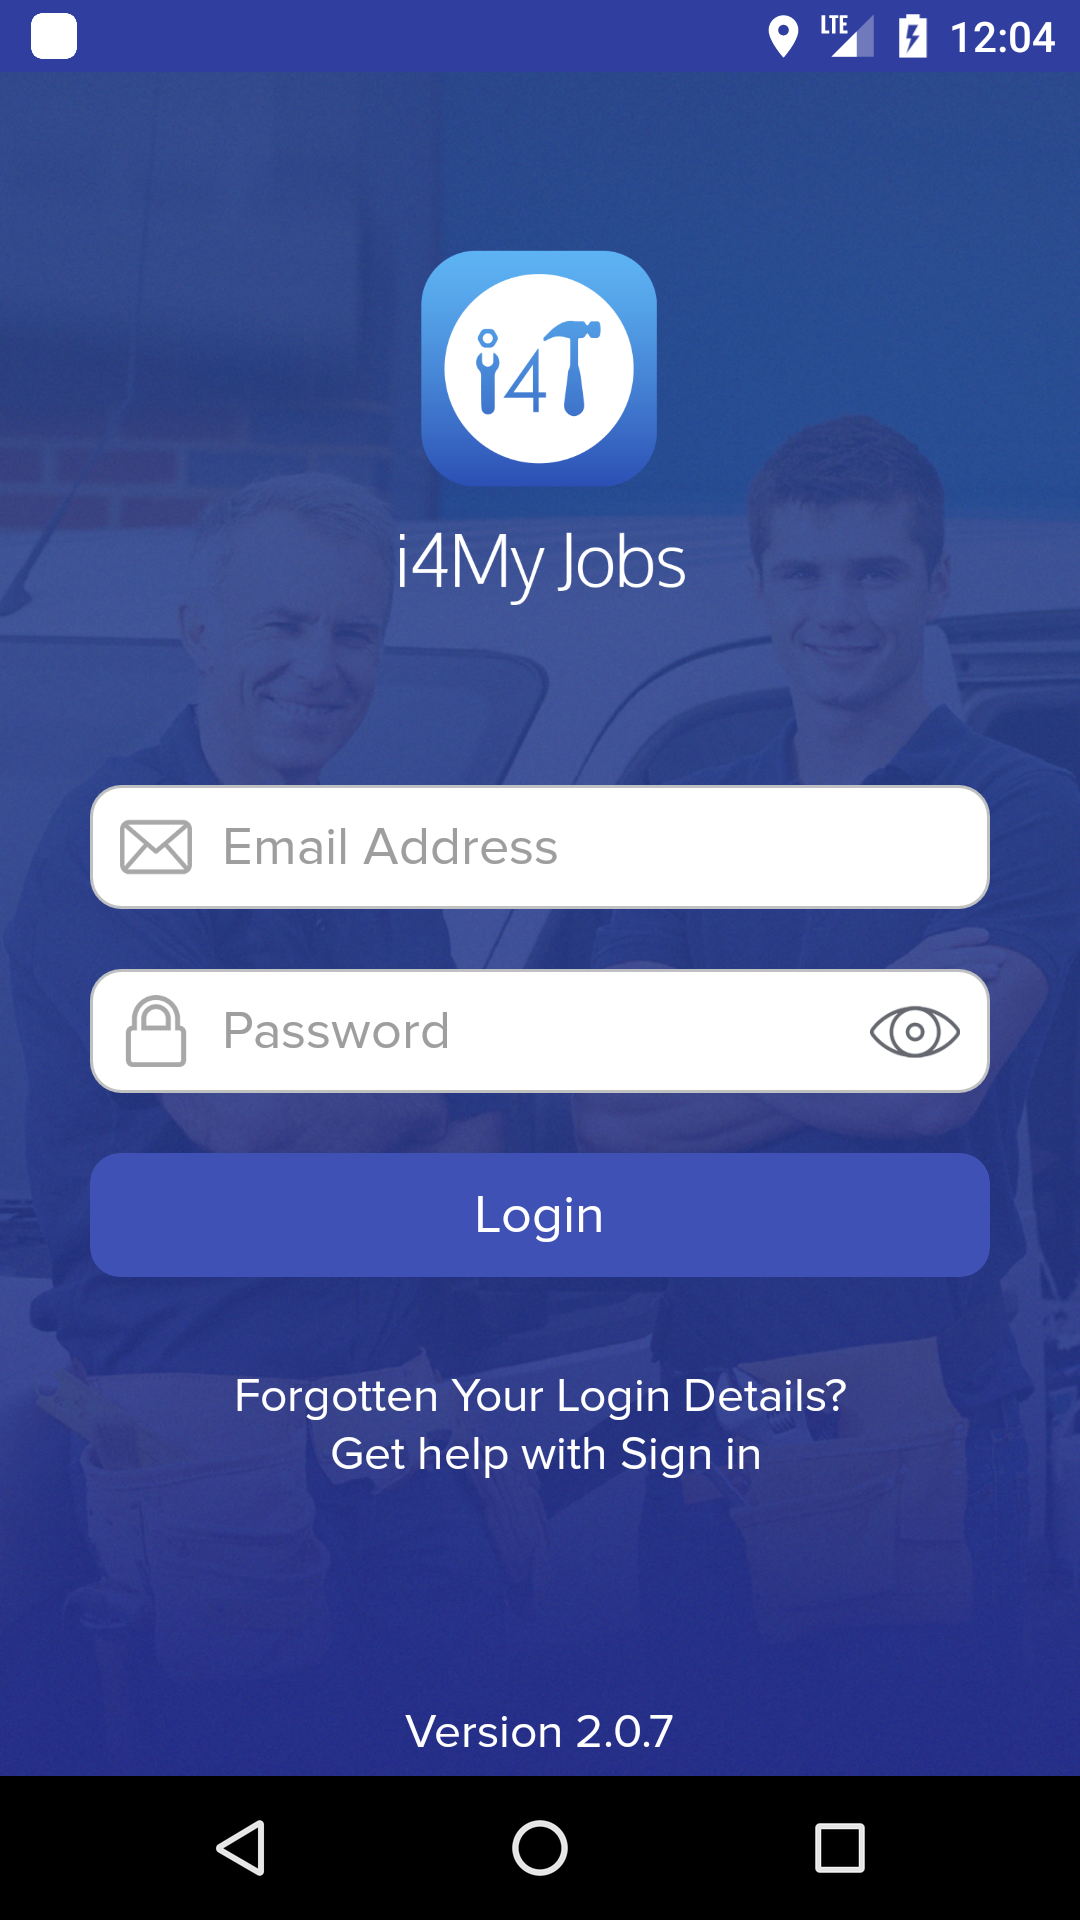 LTE 12:04
i4T
i4My Jobs
Email Address
Password
Login
Forgotten Your Login Details?
Get help with Sign in
Version 2.0.7